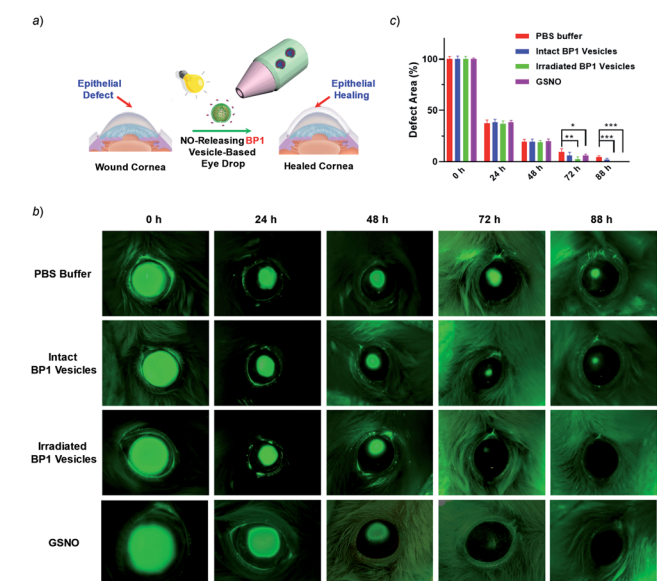 a)
Epithelial
Defect
Epithelial
Healing
NO-Releasing BP1
Vesicle-Based
Eye Drop
Wound Cornea
Healed Cornea
c)
PBS buffer
Intact BP1 Vesicles
Irradiated BP1 Vesicles
GSNO
Defect Area (%)
100
50
0
* ***
** ***
0 h
24 h
48 h
72 h
88 h
b)
0 h 24 h 48 h 72 h 88 h
PBS Buffer
Intact
BP1 Vesicles
Irradiated
BP1 Vesicles
GSNO